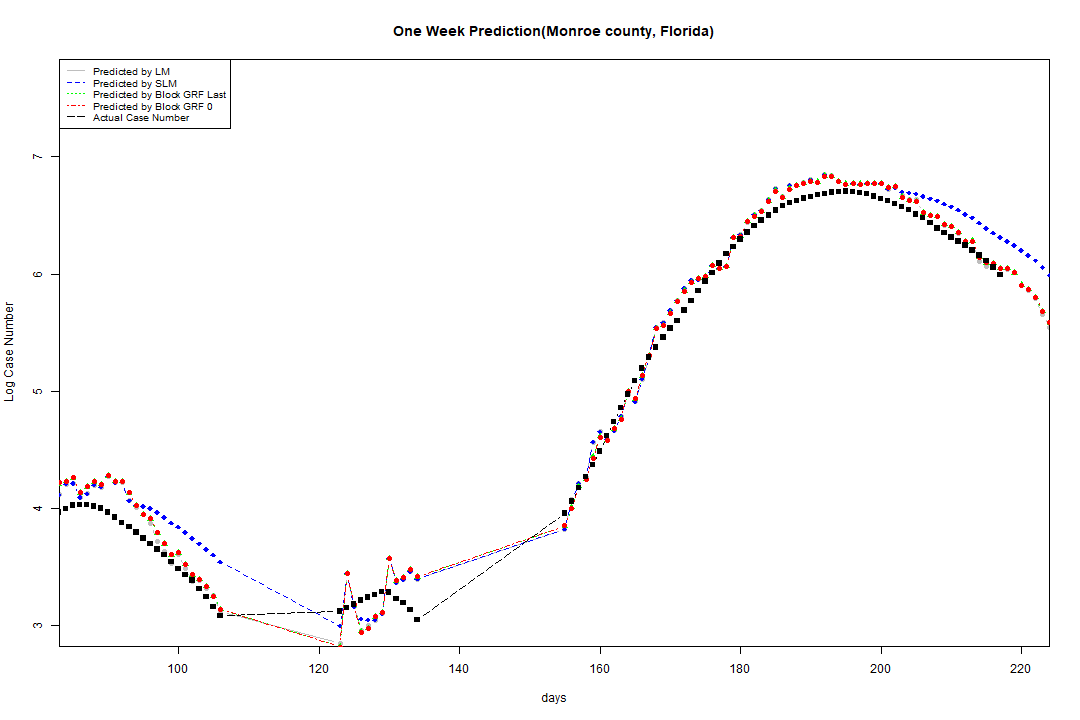 One Week Prediction(Monroe county, Florida)
Predicted by LM
Predicted by SLM
Predicted by Block GRF Last
Predicted by Block GRF 0
Actual Case Number
7
6
5
4
3
Log Case Number
100 120 140 160 180 200 220
days